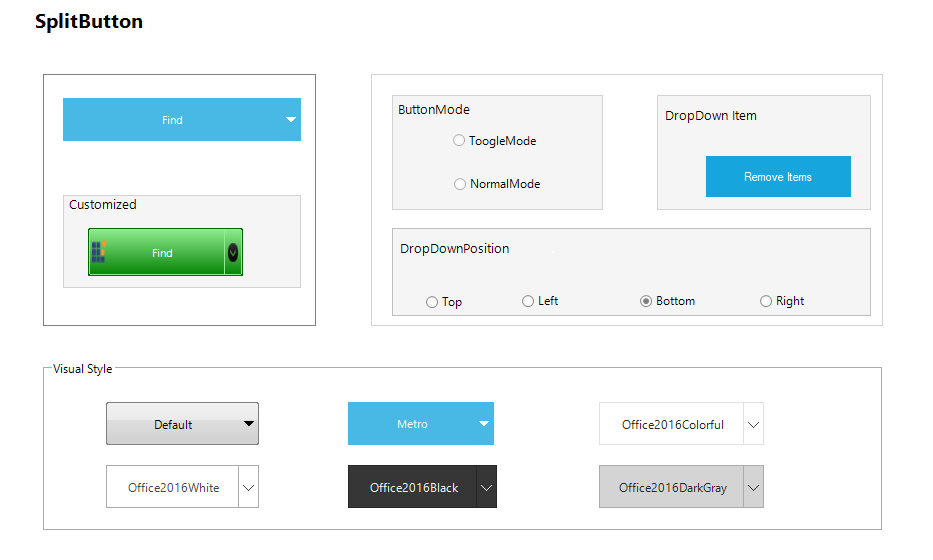 SplitButton
Find
Customized
Find
ButtonMode
ToogleMode
NormalMode
DropDown Item
Remove Items
DropDownPosition
Top Left Bottom Right
Visual Style
Default Metro Office2016Colorful
Office2016White Office2016Black Office2016DarkGray